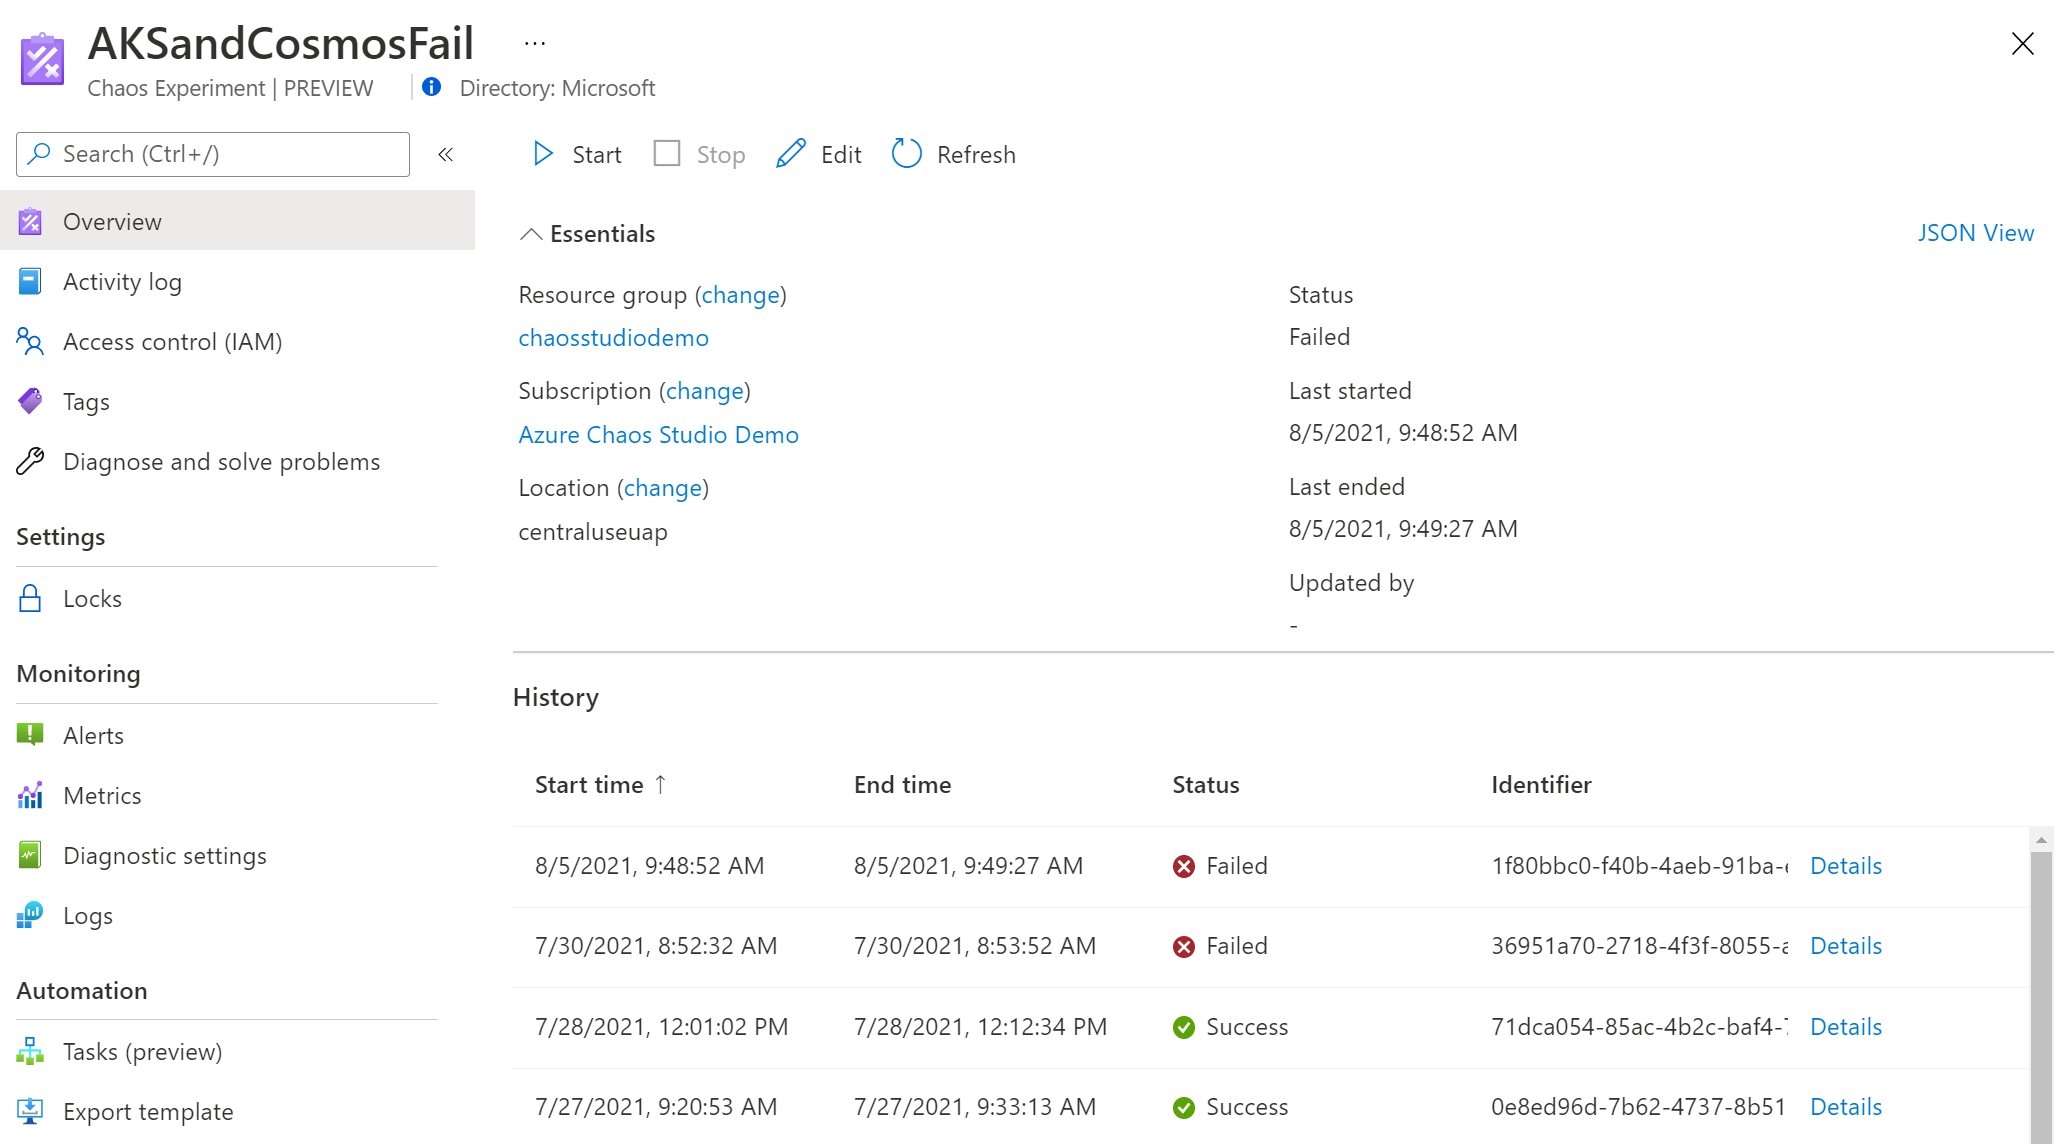 AKSandCosmosFail ...
Chaos Experiment | PREVIEW Directory: Microsoft
Search (Ctrl+/)
«
Overview
Activity log
Access control (IAM)
Tags
Diagnose and solve problems
Settings
Locks
Monitoring
Alerts
Metrics
Diagnostic settings
Logs
Automation
Tasks (preview)
Export template
Start Stop Edit Refresh
Essentials JSON View
Resource group (change)
chaosstudiodemo
Subscription (change)
Azure Chaos Studio Demo
Location (change)
centraluseuap
Status
Failed
Last started
8/5/2021, 9:48:52 AM
Last ended
8/5/2021, 9:49:27 AM
Updated by
-
History
Start time ↑ End time Status Identifier
8/5/2021, 9:48:52 AM 8/5/2021, 9:49:27 AM Failed 1f80bbc0-f40b-4aeb-91ba- Details
7/30/2021, 8:52:32 AM 7/30/2021, 8:53:52 AM Failed 36951a70-2718-4f3f-8055- Details
7/28/2021, 12:01:02 PM 7/28/2021, 12:12:34 PM Success 71dca054-85ac-4b2c-baf4- Details
7/27/2021, 9:20:53 AM 7/27/2021, 9:33:13 AM Success 0e8ed96d-7b62-4737-8b51 Details